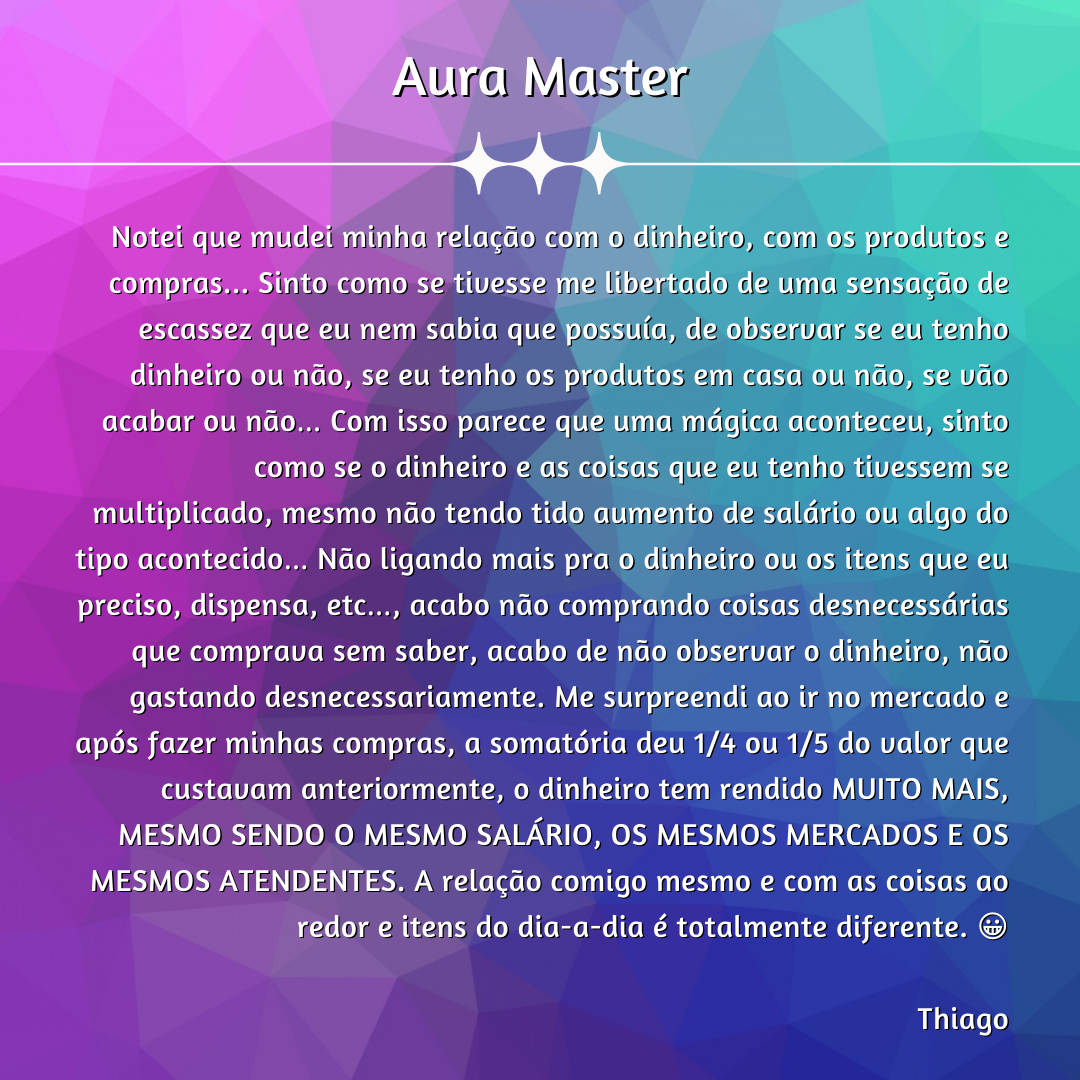 Aura Master
Notei que mudei minha relação com o dinheiro, com os produtos e
compras... Sinto como se tivesse me libertado de uma sensação de
escassez que eu nem sabia que possuía, de observar se eu tenho
dinheiro ou não, se eu tenho os produtos em casa ou não, se vão
acabar ou não... Com isso parece que uma mágica aconteceu, sinto
como se o dinheiro e as coisas que eu tenho tivessem se
multiplicado, mesmo não tendo tido aumento de salário ou algo do
tipo acontecido... Não ligando mais pra o dinheiro ou os itens que eu
preciso, dispensa, etc..., acabo não comprando coisas desnecessárias
que comprava sem saber, acabo de não observar o dinheiro, não
gastando desnecessariamente. Me surpreendi ao ir no mercado e
após fazer minhas compras, a somatória deu 1/4 ou 1/5 do valor que
custavam anteriormente, o dinheiro tem rendido MUITO MAIS,
MESMO SENDO O MESMO SALÁRIO, OS MESMOS MERCADOS E OS
MESMOS ATENDENTES. A relação comigo mesmo e com as coisas ao
redor e itens do dia-a-dia é totalmente diferente. 😀
Thiago